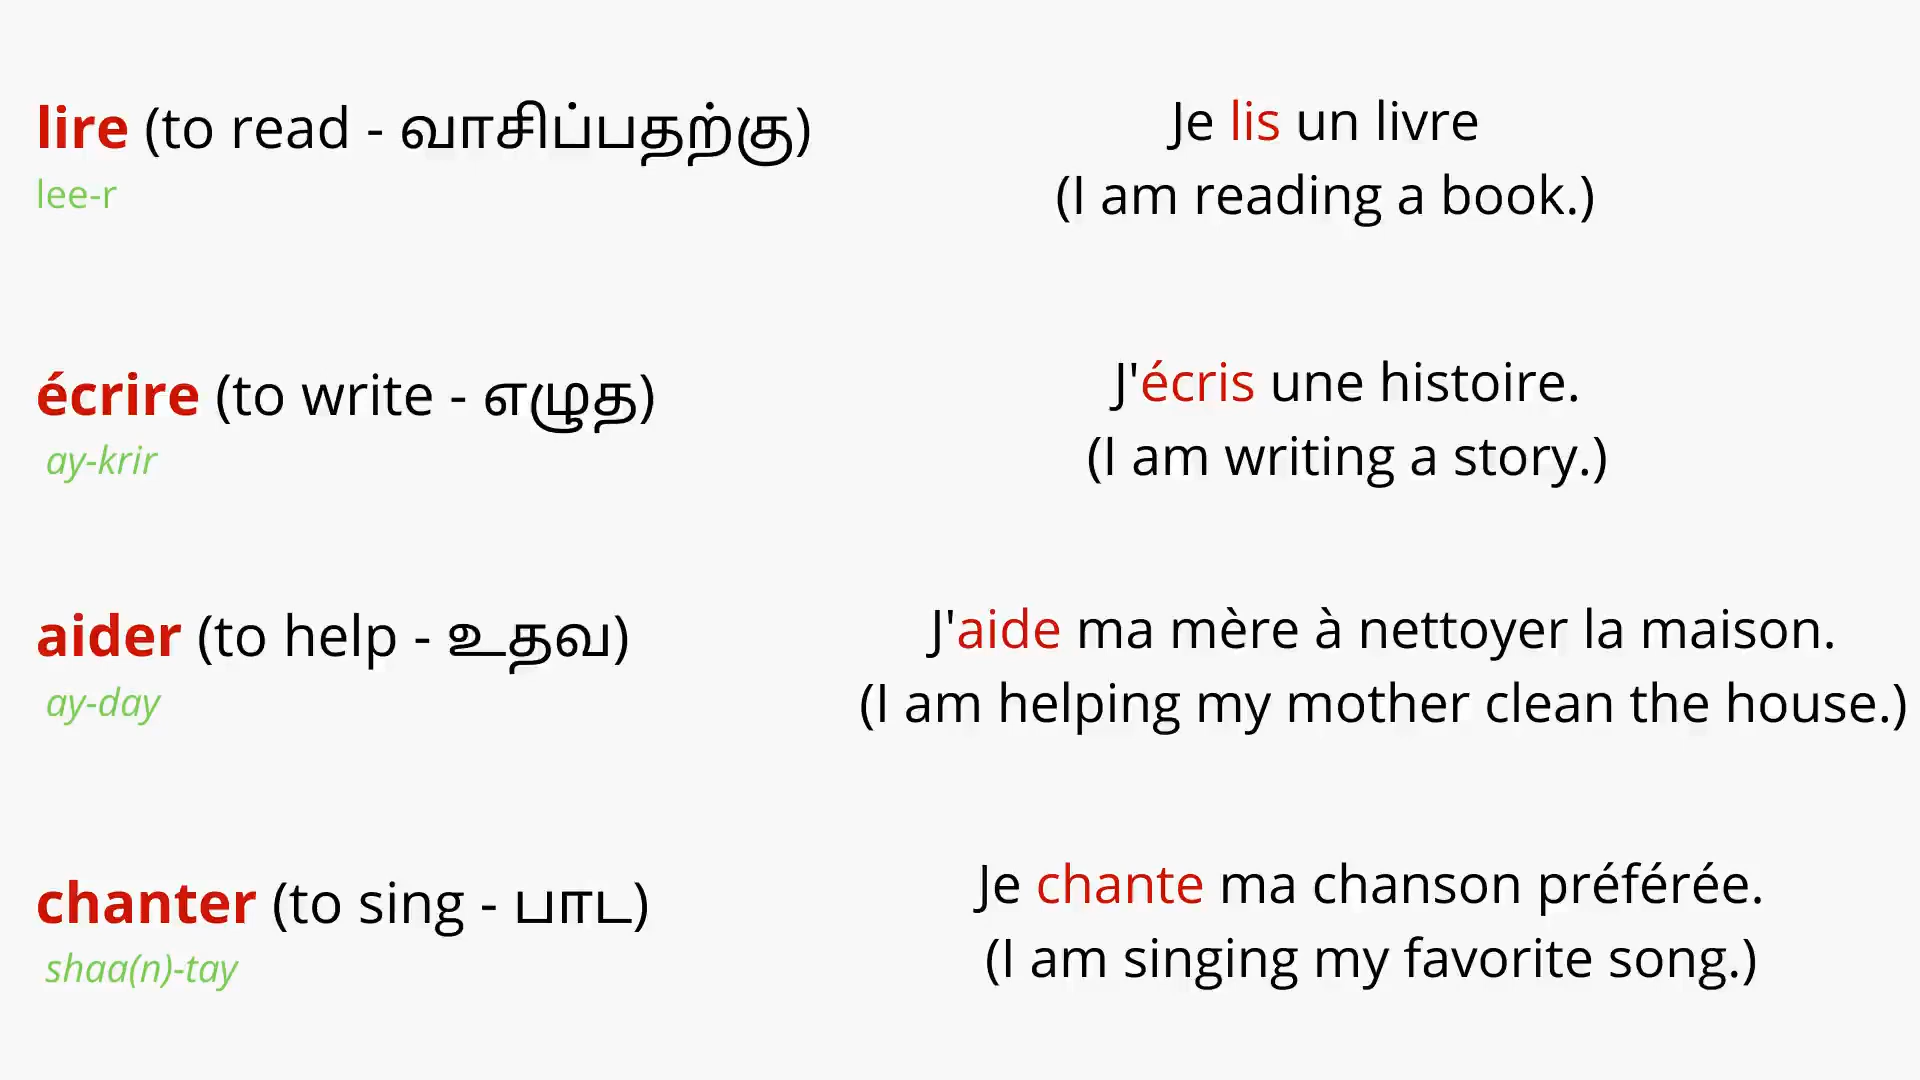 lire (to read - வாசிப்பதற்கு)
lee-r
Je lis un livre
(I am reading a book.)
écrire (to write - எழுத)
ay-krir
J'écris une histoire.
(I am writing a story.)
aider (to help - உதவ)
ay-day
J'aide ma mère à nettoyer la maison.
(I am helping my mother clean the house.)
chanter (to sing - பாட)
shaa(n)-tay
Je chante ma chanson préférée.
(I am singing my favorite song.)